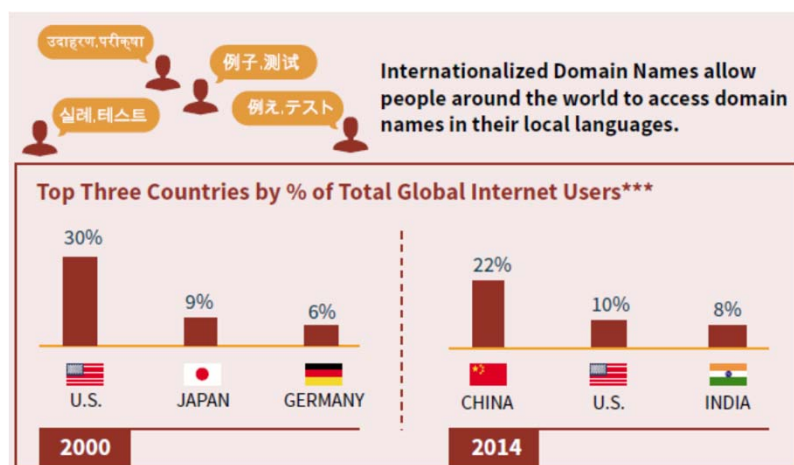 उदाहरण.परीक्षा
例子.测试
실례.테스트
例え.テスト
Internationalized Domain Names allow
people around the world to access domain
names in their local languages.
Top Three Countries by % of Total Global Internet Users***
30%
9%
6%
U.S.
JAPAN
GERMANY
2000
22%
10%
8%
CHINA
U.S.
INDIA
2014